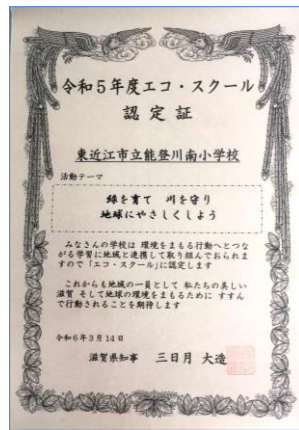 令和5年度エコ・スクール
認定証
東近江市立能登川南小学校
活動テーマ
緑を育て 川を守り
地球にやさしくしよう
みなさんの学校は 環境をまもる行動へとつな
がる学習に地域と連携して取り組んでおられま
すので「エコ・スクール」に認定します
これからも地域の一員として 私たちの美しい
滋賀 そして地球の環境をまもるために すすん
で行動されることを期待します
令和6年3月14日
滋賀県知事 三日月 大造